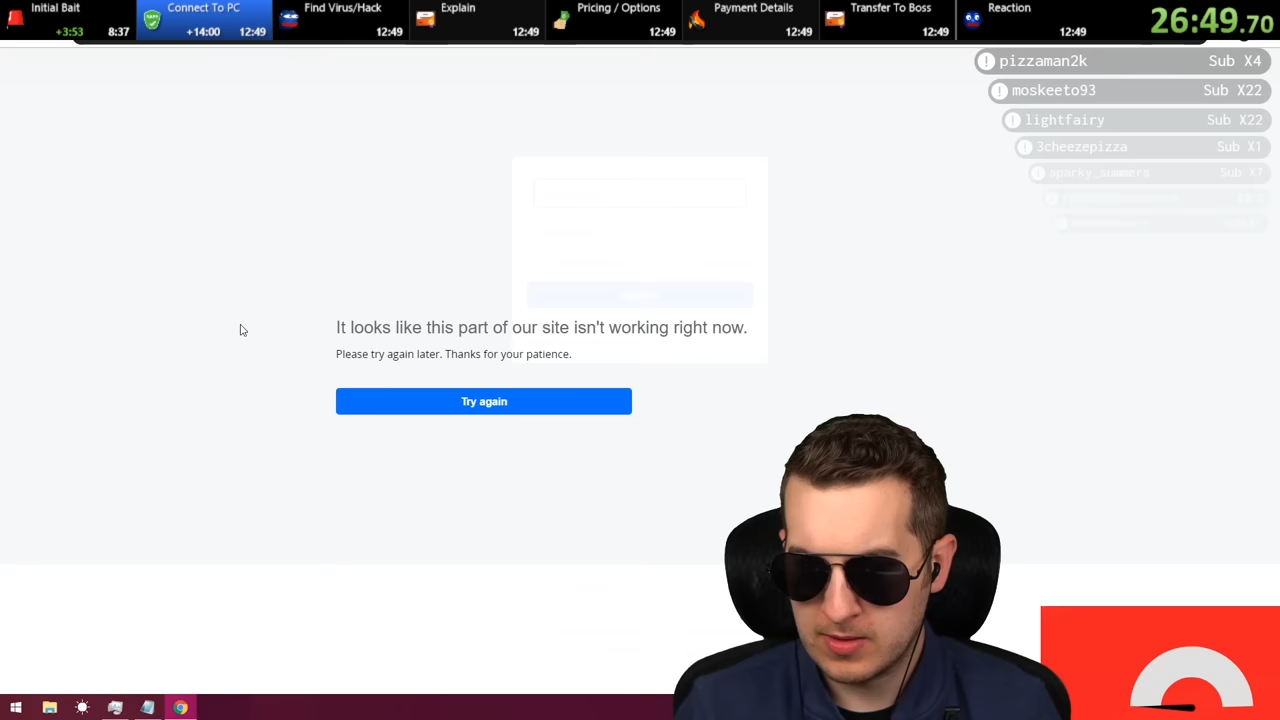 Initial Bait
+3:53 8:37
Connect To PC
+14:00 12:49
Find Virus/Hack
12:49
Explain
12:49
Pricing / Options
12:49
Payment Details
12:49
Transfer To Boss
12:49
Reaction
12:49
26:49.70
pizzaman2k Sub X4
moskeeto93 Sub X22
lightfairy Sub X22
3cheezepizza Sub X1
sparky_summers Sub X7
It looks like this part of our site isn't working right now.
Please try again later. Thanks for your patience.
Try again